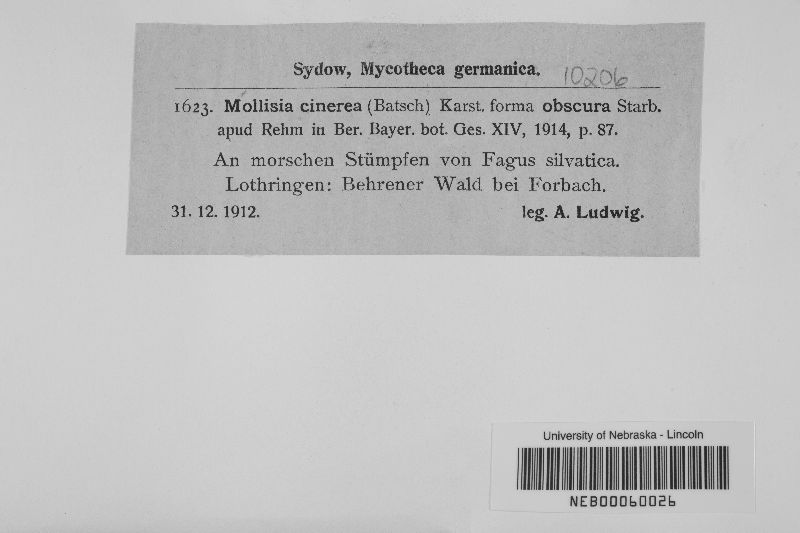 Sydow, Mycotheca germanica. 10206
1623. Mollisia cinerea (Batsch) Karst. forma obscura Starb.
apud Rehm in Ber. Bayer. bot. Ges. XIV, 1914, p. 87.
An morschen Stümpfen von Fagus silvatica.
Lothringen: Behrener Wald bei Forbach.
31. 12. 1912. leg. A. Ludwig.
University of Nebraska - Lincoln
NEB00060026